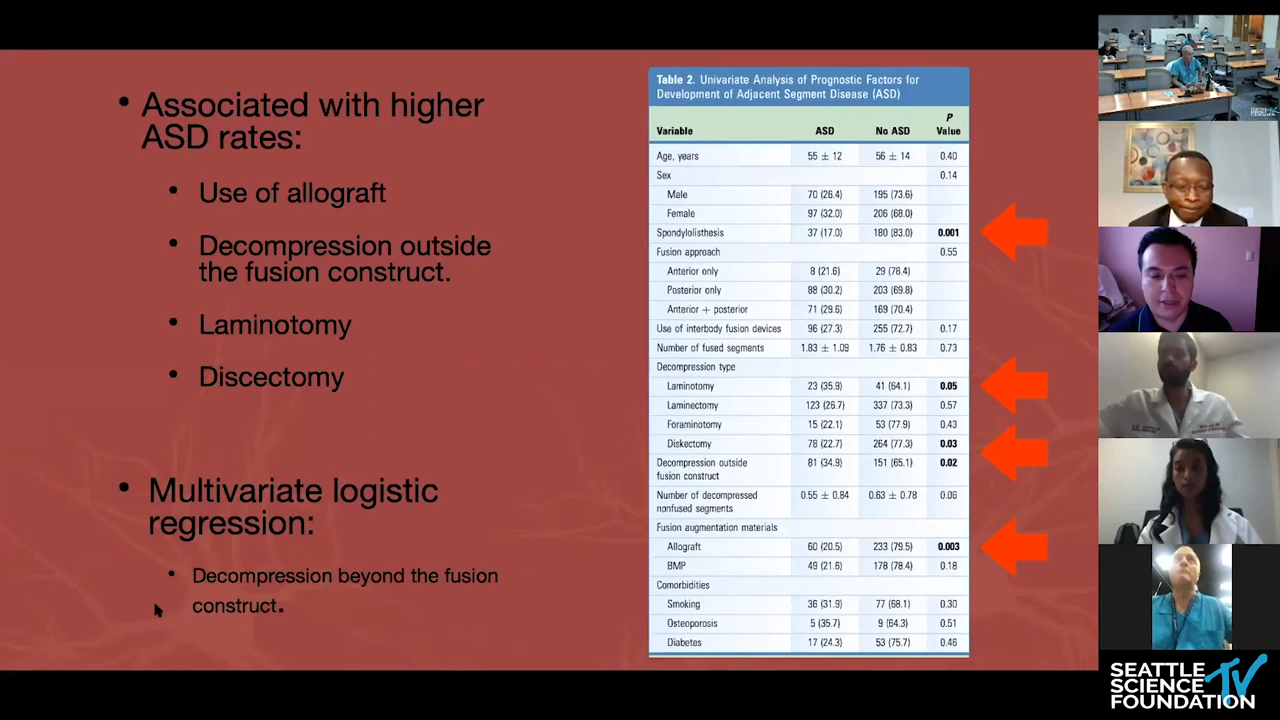 • Associated with higher
ASD rates:
• Use of allograft
• Decompression outside
the fusion construct.
• Laminotomy
• Discectomy
• Multivariate logistic
regression:
• Decompression beyond the fusion
construct.
Table 2. Univariate Analysis of Prognostic Factors for
Development of Adjacent Segment Disease (ASD)
Variable ASD No ASD P Value
Age, years 55 ± 12 56 ± 14 0.40
Sex 0.14
Male 70 (26.4) 195 (73.6)
Female 97 (32.0) 206 (68.0)
Spondylolisthesis 37 (17.0) 180 (83.0) 0.001
Fusion approach 0.55
Anterior only 8 (21.6) 29 (78.4)
Posterior only 88 (30.2) 203 (69.8)
Anterior + posterior 71 (29.6) 169 (70.4)
Use of interbody fusion devices 96 (27.3) 255 (72.7) 0.17
Number of fused segments 1.83 ± 1.09 1.76 ± 0.83 0.73
Decompression type
Laminotomy 23 (35.9) 41 (64.1) 0.05
Laminectomy 123 (26.7) 337 (73.3) 0.57
Foraminotomy 15 (22.1) 53 (77.9) 0.43
Diskectomy 78 (22.7) 264 (77.3) 0.03
Decompression outside 81 (34.9) 151 (65.1) 0.02
fusion construct
Number of decompressed 0.55 ± 0.84 0.63 ± 0.78 0.06
nonfused segments
Fusion augmentation materials
Allograft 60 (20.5) 233 (79.5) 0.003
BMP 49 (21.6) 178 (78.4) 0.18
Comorbidities
Smoking 36 (31.9) 77 (68.1) 0.30
Osteoporosis 5 (35.7) 9 (64.3) 0.51
Diabetes 17 (24.3) 53 (75.7) 0.46
SEATTLE
SCIENCE
FOUNDATION
TV